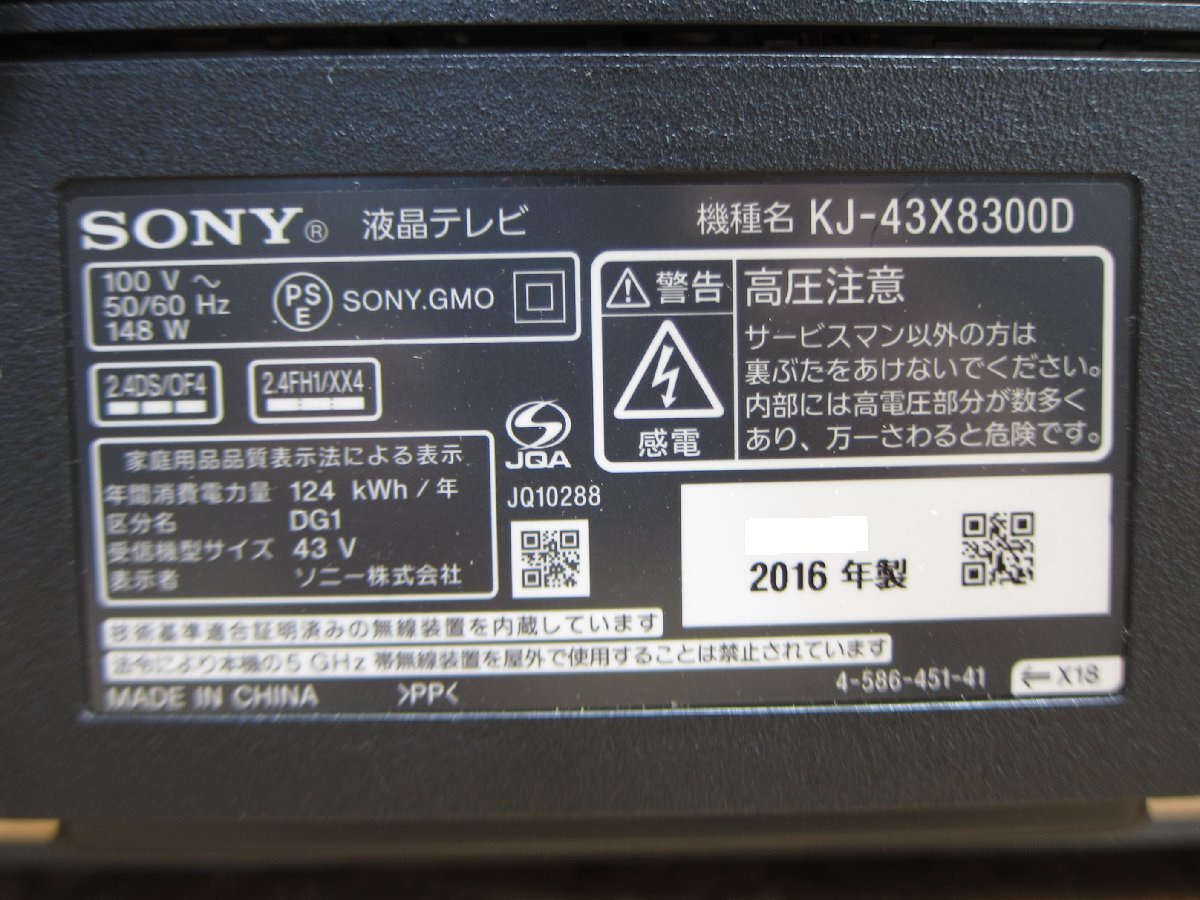 SONY® 液晶テレビ
機種名 KJ-43X8300D
100 V ～
50/60 Hz
148 W
PSE
SONY.GMO
2.4DS/OF4
2.4FH1/XX4
警告
感電
高圧注意
サービスマン以外の方は
裏ぶたをあけないでください。
内部には高電圧部分が数多く
あり、万一さわると危険です。
家庭用品品質表示法による表示
年間消費電力量 124 kWh / 年
区分名 DG1
受信機型サイズ 43 V
表示者 ソニー株式会社
JQA
JQ10288
2016 年製
技術基準適合証明済みの無線装置を内蔵しています
法令により本機の5 GHz 帯無線装置を屋外で使用することは禁止されています
MADE IN CHINA >PP<
4-586-451-41
←X18